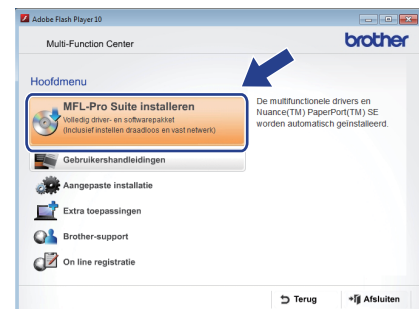 Adobe Flash Player 10
Multi-Function Center
brother
Hoofdmenu
MFL-Pro Suite installeren
Volledig driver- en softwarepakket
(Inclusief instellen draadloos en vast netwerk)
De multifunctionele drivers en
Nuance(TM) PaperPort(TM) SE
worden automatisch geïnstalleerd.
Gebruikershandleidingen
Aangepaste installatie
Extra toepassingen
Brother-support
On line registratie
Terug
Afsluiten